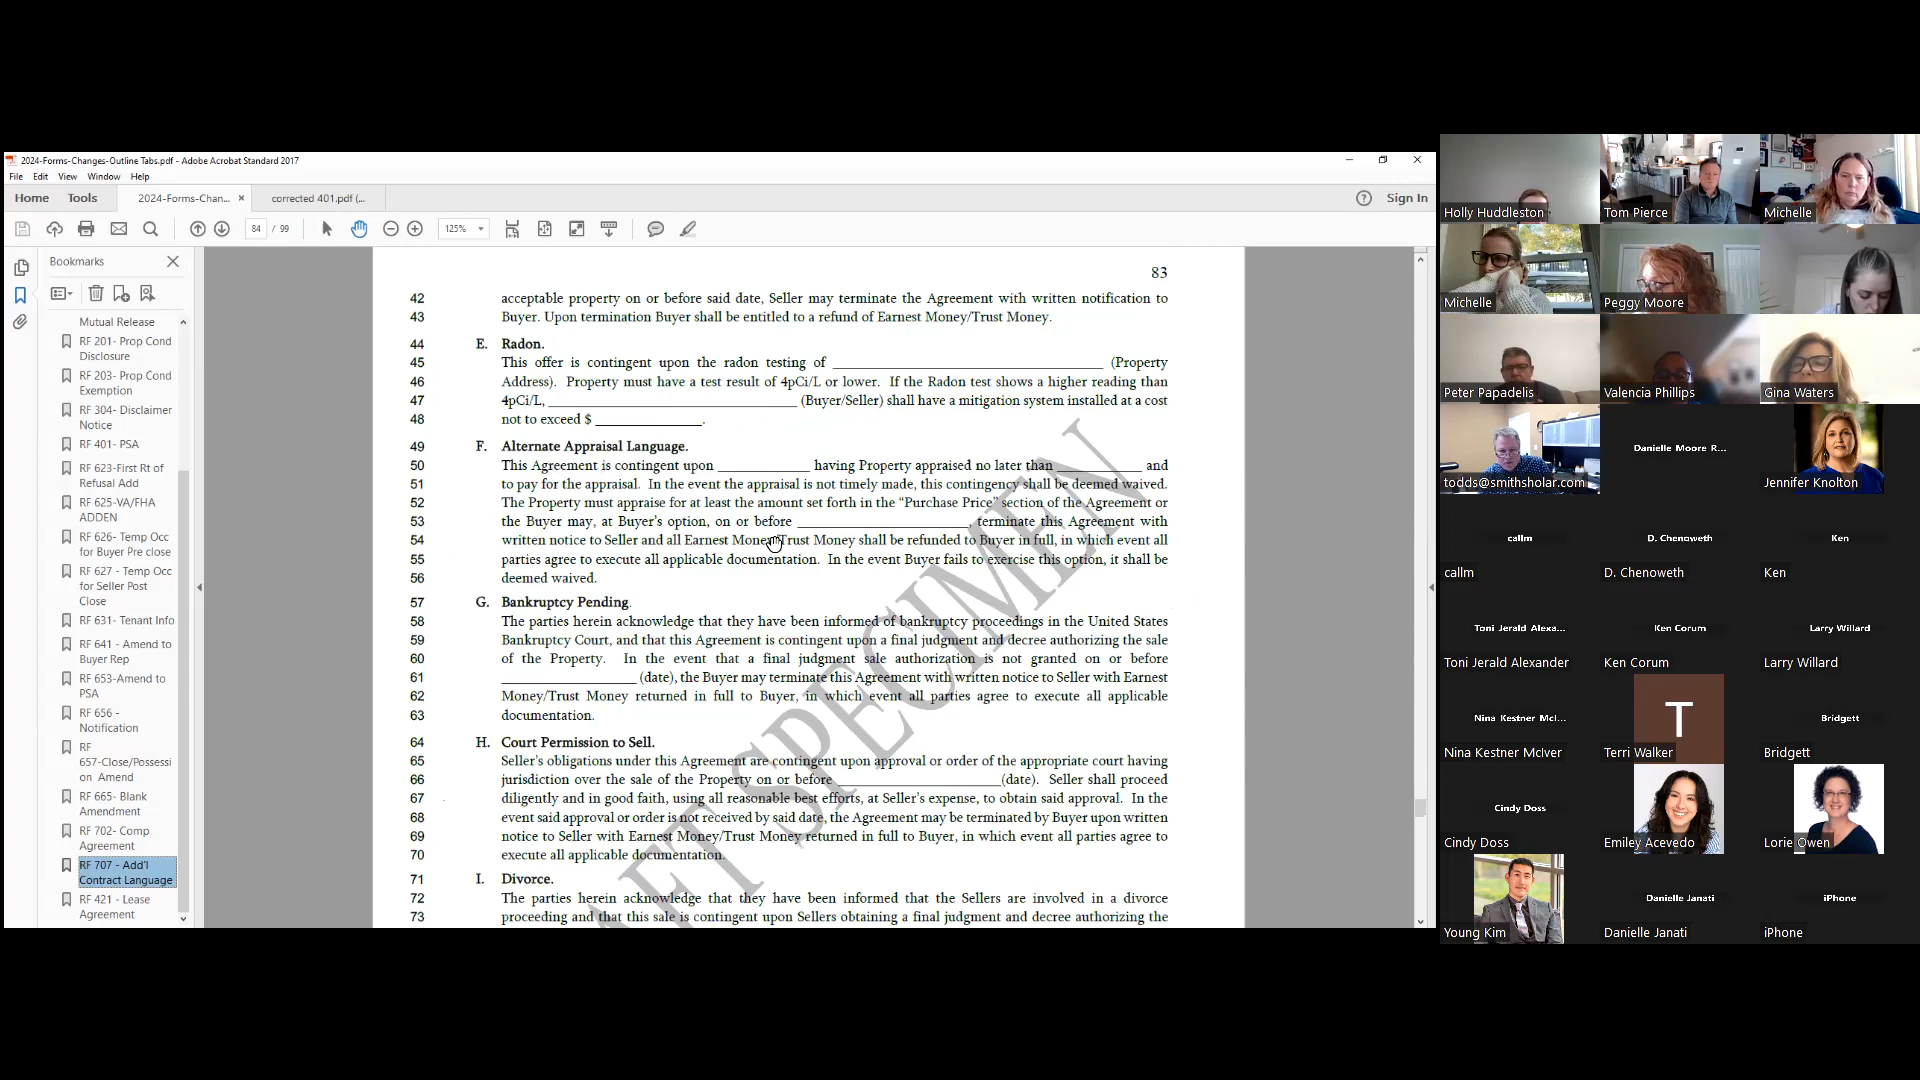 2024-Forms-Changes-Outline Tabs.pdf - Adobe Acrobat Standard 2017
File Edit View Window Help
Home Tools 2024-Forms-Chan... × corrected 401.pdf (... Sign In
84 / 99 125%
Bookmarks
Mutual Release
RF 201- Prop Cond
Disclosure
RF 203- Prop Cond
Exemption
RF 304- Disclaimer
Notice
RF 401- PSA
RF 623-First Rt of
Refusal Add
RF 625-VA/FHA
ADDEN
RF 626- Temp Occ
for Buyer Pre close
RF 627 - Temp Occ
for Seller Post
Close
RF 631- Tenant Info
RF 641 - Amend to
Buyer Rep
RF 653-Amend to
PSA
RF 656 -
Notification
RF
657-Close/Possessi
on Amend
RF 665- Blank
Amendment
RF 702- Comp
Agreement
RF 707 - Add'l
Contract Language
RF 421 - Lease
Agreement
83
42 acceptable property on or before said date, Seller may terminate the Agreement with written notification to
43 Buyer. Upon termination Buyer shall be entitled to a refund of Earnest Money/Trust Money.
44 E. Radon.
45 This offer is contingent upon the radon testing of ____________ (Property
46 Address). Property must have a test result of 4pCi/L or lower. If the Radon test shows a higher reading than
47 4pCi/L, ____________ (Buyer/Seller) shall have a mitigation system installed at a cost
48 not to exceed $ ____________.
49 F. Alternate Appraisal Language.
50 This Agreement is contingent upon ____________ having Property appraised no later than ____________ and
51 to pay for the appraisal. In the event the appraisal is not timely made, this contingency shall be deemed waived.
52 The Property must appraise for at least the amount set forth in the “Purchase Price” section of the Agreement or
53 the Buyer may, at Buyer’s option, on or before ____________, terminate this Agreement with
54 written notice to Seller and all Earnest Money/Trust Money shall be refunded to Buyer in full, in which event all
55 parties agree to execute all applicable documentation. In the event Buyer fails to exercise this option, it shall be
56 deemed waived.
57 G. Bankruptcy Pending.
58 The parties herein acknowledge that they have been informed of bankruptcy proceedings in the United States
59 Bankruptcy Court, and that this Agreement is contingent upon a final judgment and decree authorizing the sale
60 of the Property. In the event that a final judgment sale authorization is not granted on or before
61 ____________ (date), the Buyer may terminate this Agreement with written notice to Seller with Earnest
62 Money/Trust Money returned in full to Buyer, in which event all parties agree to execute all applicable
63 documentation.
64 H. Court Permission to Sell.
65 Seller’s obligations under this Agreement are contingent upon approval or order of the appropriate court having
66 jurisdiction over the sale of the Property on or before ____________(date). Seller shall proceed
67 diligently and in good faith, using all reasonable best efforts, at Seller’s expense, to obtain said approval. In the
68 event said approval or order is not received by said date, the Agreement may be terminated by Buyer upon written
69 notice to Seller with Earnest Money/Trust Money returned in full to Buyer, in which event all parties agree to
70 execute all applicable documentation.
71 I. Divorce.
72 The parties herein acknowledge that they have been informed that the Sellers are involved in a divorce
73 proceeding and that this sale is contingent upon Sellers obtaining a final judgment and decree authorizing the
AFT SPECIMEN
Holly Huddleston
Tom Pierce
Michelle
Michelle
Peggy Moore
Peter Papadelis
Valencia Phillips
Gina Waters
todds@smithsholar.com
Danielle Moore R...
Jennifer Knolton
callm
D. Chenoweth
Ken
callm
D. Chenoweth
Ken
Toni Jerald Alexa...
Ken Corum
Larry Willard
Toni Jerald Alexander
Ken Corum
Larry Willard
Nina Kestner McI...
T
Bridgett
Nina Kestner McIver
Terri Walker
Bridgett
Cindy Doss
Cindy Doss
Emiley Acevedo
Lorie Owen
Young Kim
Danielle Janati
iPhone
Danielle Janati
iPhone